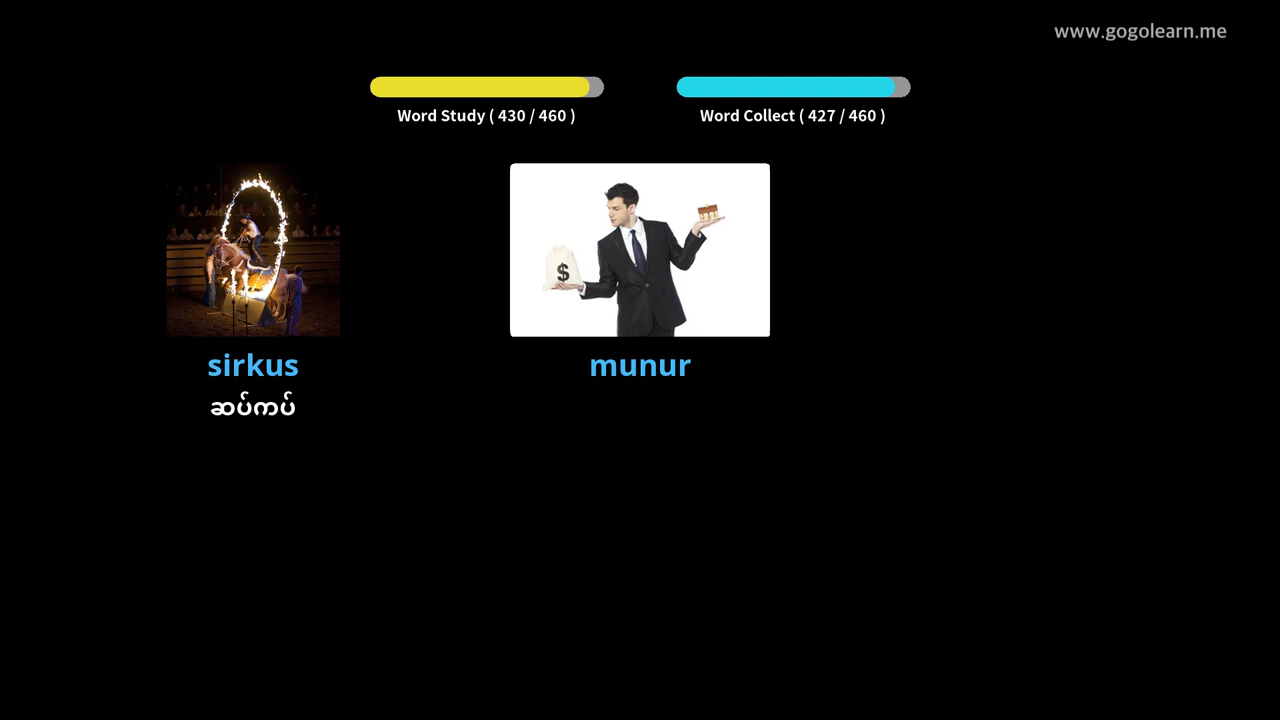 www.gogolearn.me
Word Study ( 430 / 460 )
Word Collect ( 427 / 460 )
$
sirkus
munur
ဆပ်ကပ်